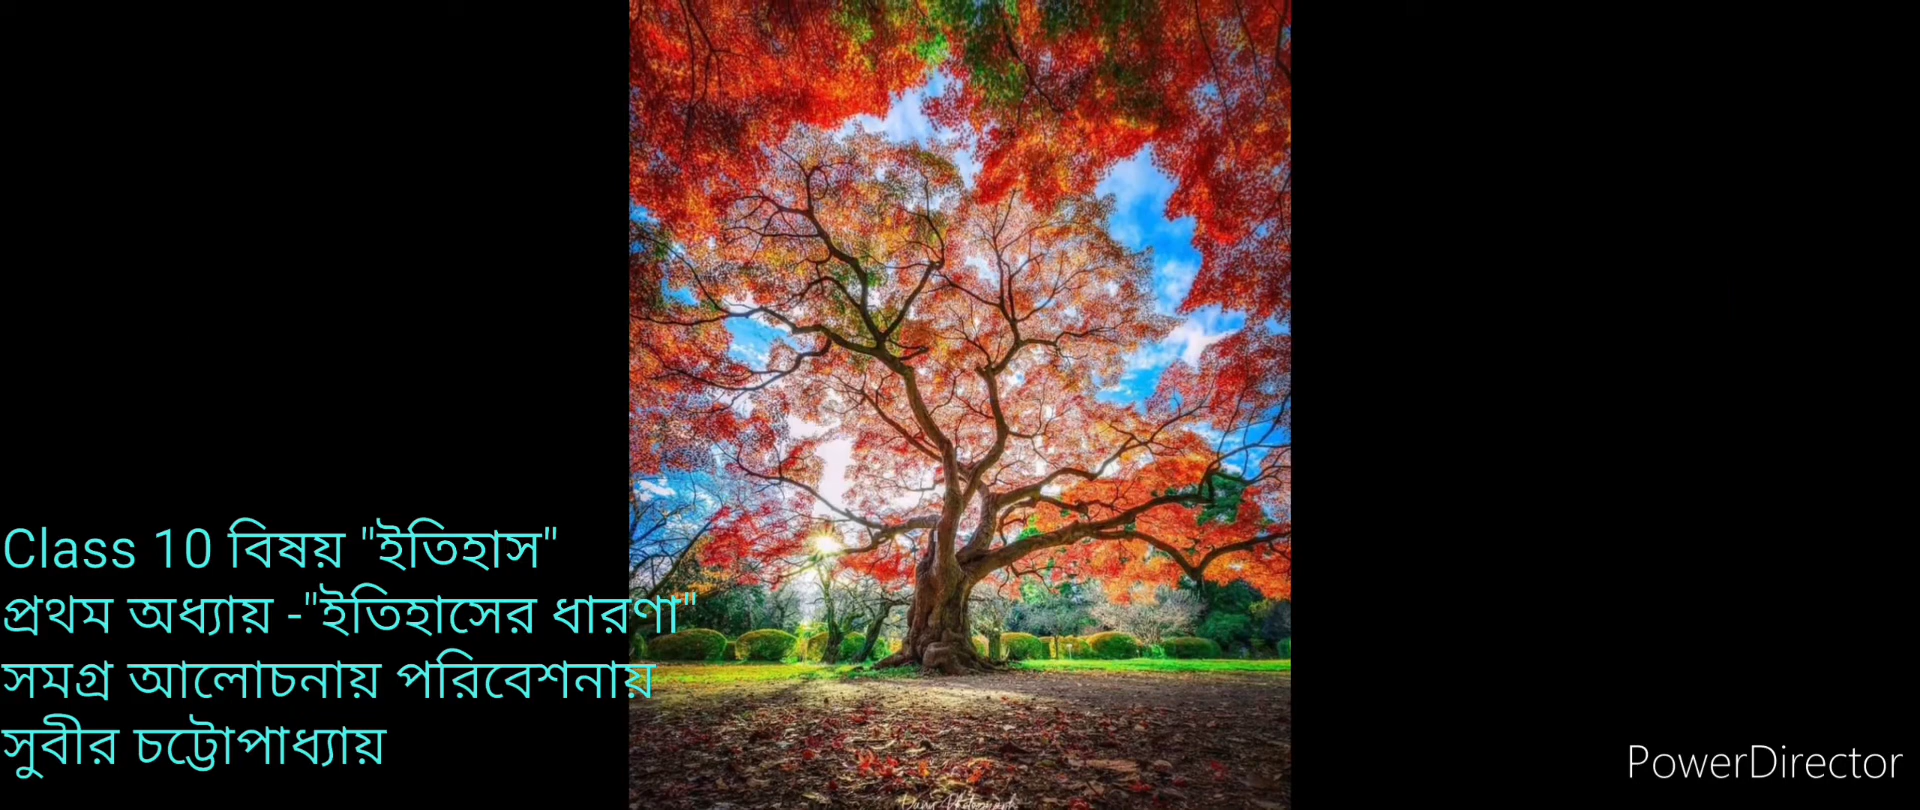 Class 10 বিষয় "ইতিহাস"
প্রথম অধ্যায় -"ইতিহাসের ধারণা"
সমগ্র আলোচনায় পরিবেশনায়
সুবীর চট্টোপাধ্যায়
PowerDirector